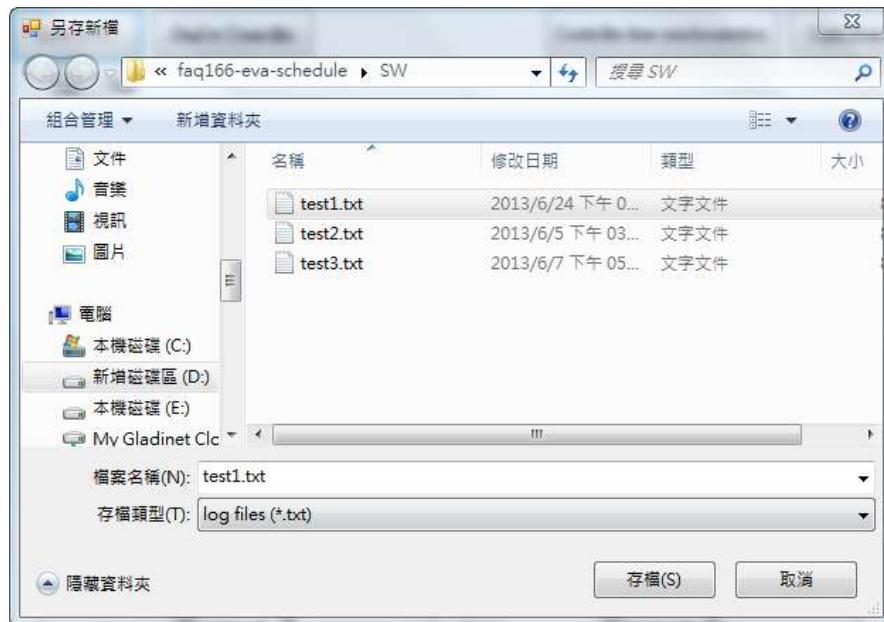 另存新檔
« faq166-eva-schedule ▸ SW
搜尋 SW
組合管理 ▼ 新增資料夾
文件
音樂
視訊
圖片
電腦
本機磁碟 (C:)
新增磁碟區 (D:)
本機磁碟 (E:)
My Gladinet Clc
名稱 修改日期 類型 大小
test1.txt 2013/6/24 下午 0... 文字文件
test2.txt 2013/6/5 下午 03... 文字文件
test3.txt 2013/6/7 下午 05... 文字文件
檔案名稱(N): test1.txt
存檔類型(T): log files (*.txt)
隱藏資料夾 存檔(S) 取消